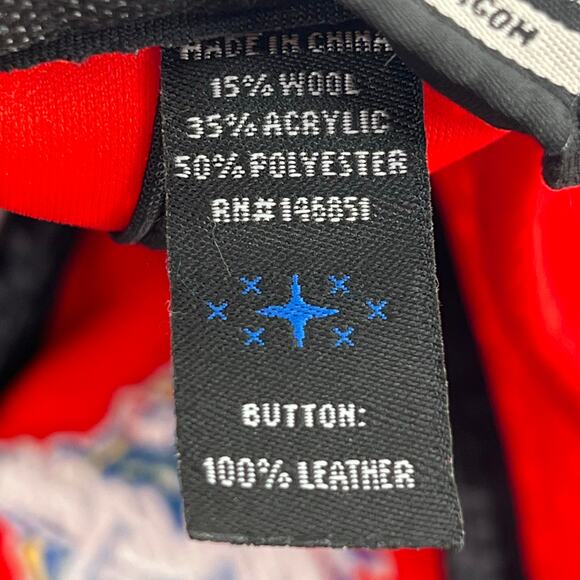 MADE IN CHINA
15% WOOL
35% ACRYLIC
50% POLYESTER
RN#146851
BUTTON:
100% LEATHER